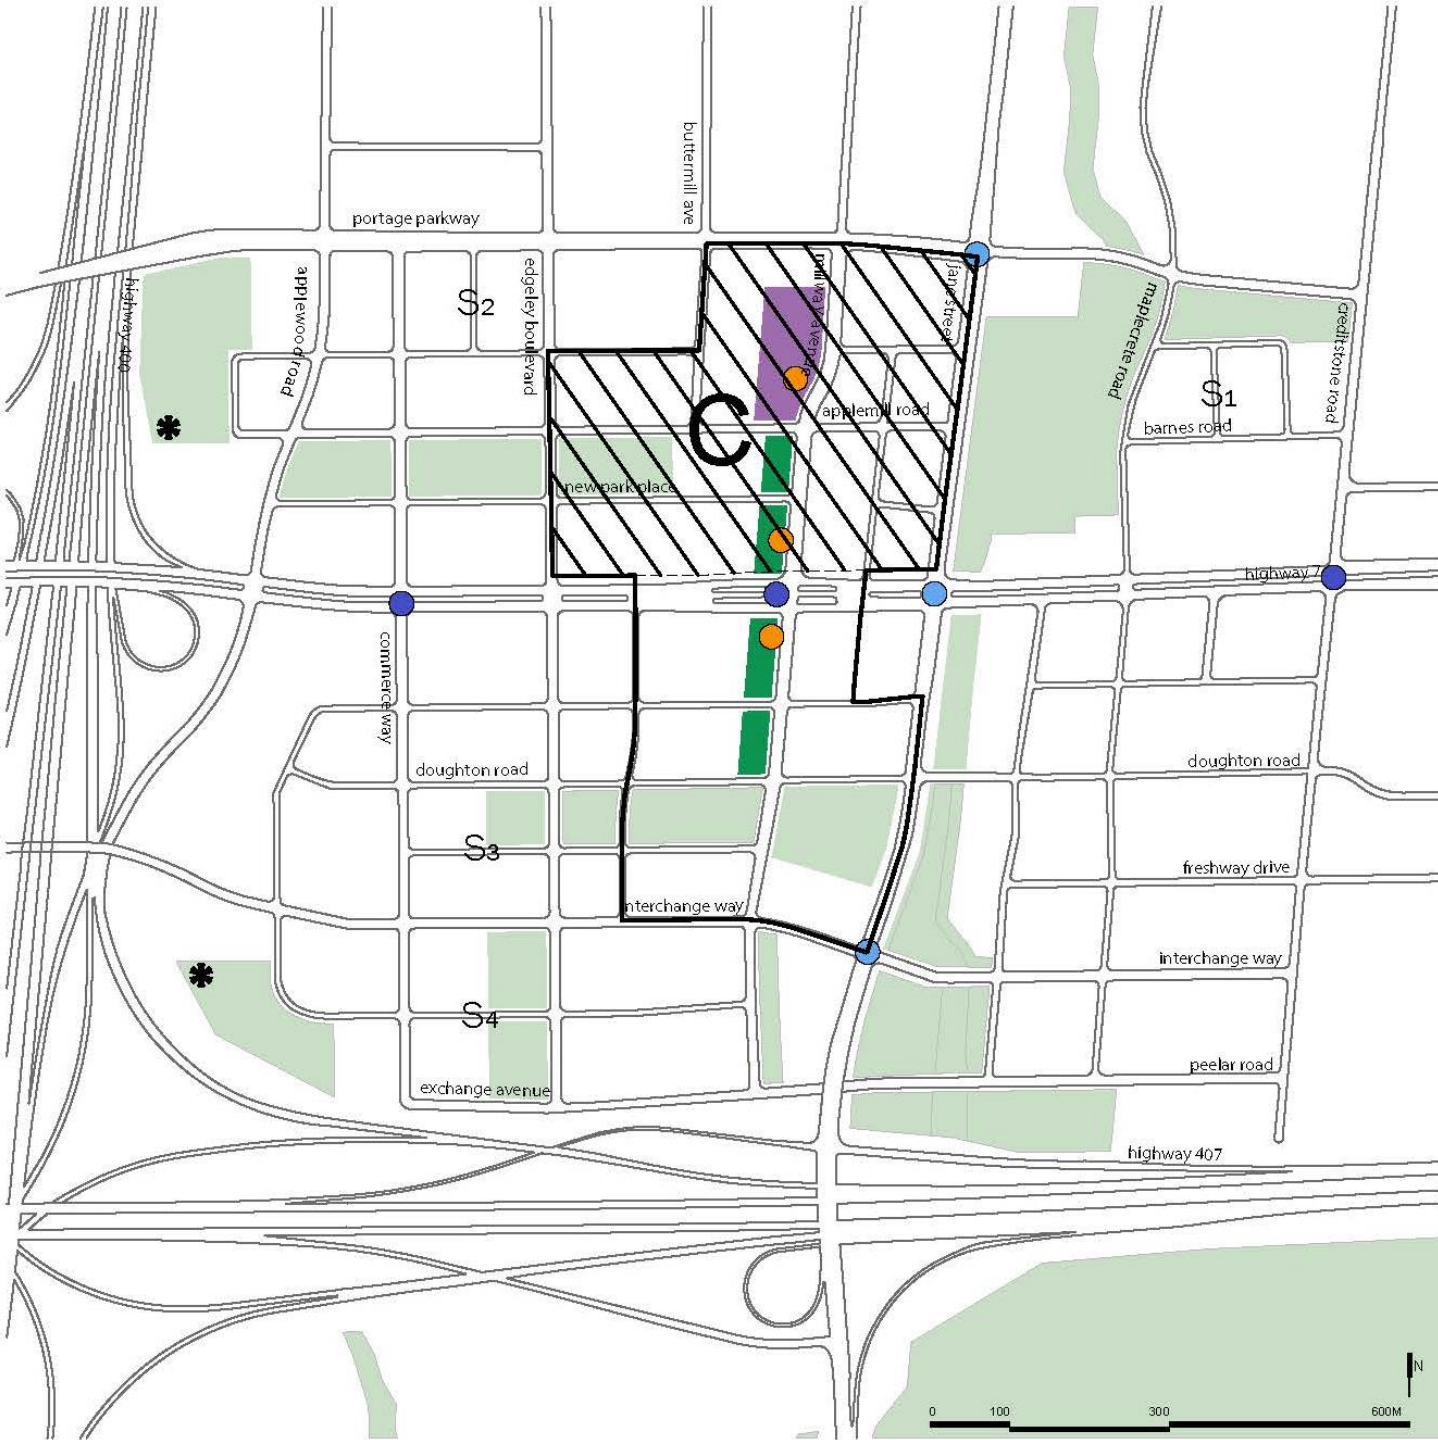 buttermill ave
portage parkway
highway 400
applewood road
S2
edgeley boulevard
millway avenue
jane street
maplecrete road
creditstone road
S1
C
applemill road
barnes road
new park place
highway 7
commerce way
doughton road
doughton road
S3
freshway drive
nterchange way
interchange way
S4
peelar road
exchange avenue
highway 407
N
0 100 300 600M